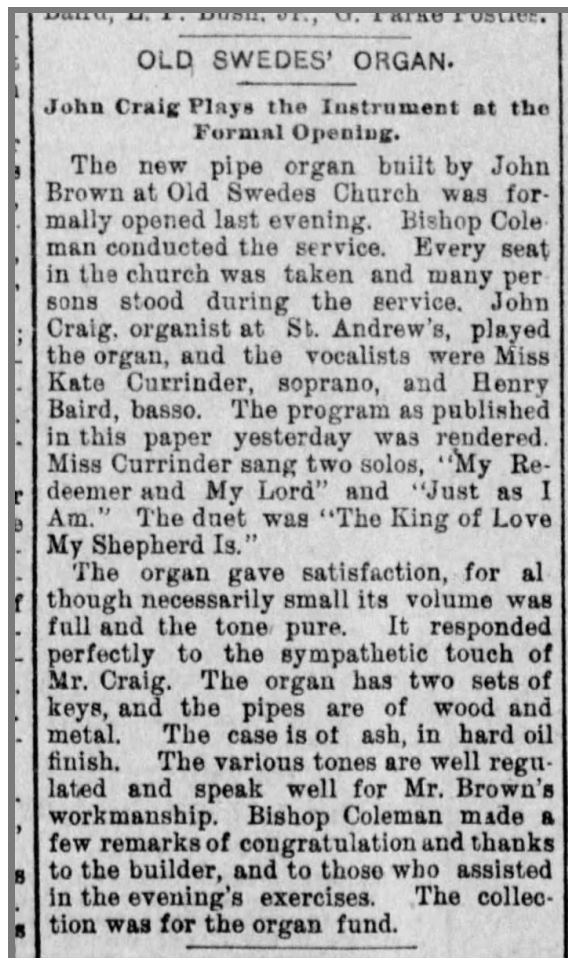 Baird, E. P. Bush, Jr., G. Parke Postles.
OLD SWEDES' ORGAN.
John Craig Plays the Instrument at the
Formal Opening.
The new pipe organ built by John
Brown at Old Swedes Church was for-
mally opened last evening. Bishop Cole
man conducted the service. Every seat
in the church was taken and many per
sons stood during the service. John
Craig, organist at St. Andrew's, played
the organ, and the vocalists were Miss
Kate Currinder, soprano, and Henry
Baird, basso. The program as published
in this paper yesterday was rendered.
Miss Currinder sang two solos, "My Re-
deemer and My Lord" and "Just as I
Am." The duet was "The King of Love
My Shepherd Is."
The organ gave satisfaction, for al
though necessarily small its volume was
full and the tone pure. It responded
perfectly to the sympathetic touch of
Mr. Craig. The organ has two sets of
keys, and the pipes are of wood and
metal. The case is of ash, in hard oil
finish. The various tones are well regu-
lated and speak well for Mr. Brown's
workmanship. Bishop Coleman made a
few remarks of congratulation and thanks
to the builder, and to those who assisted
in the evening's exercises. The collec-
tion was for the organ fund.